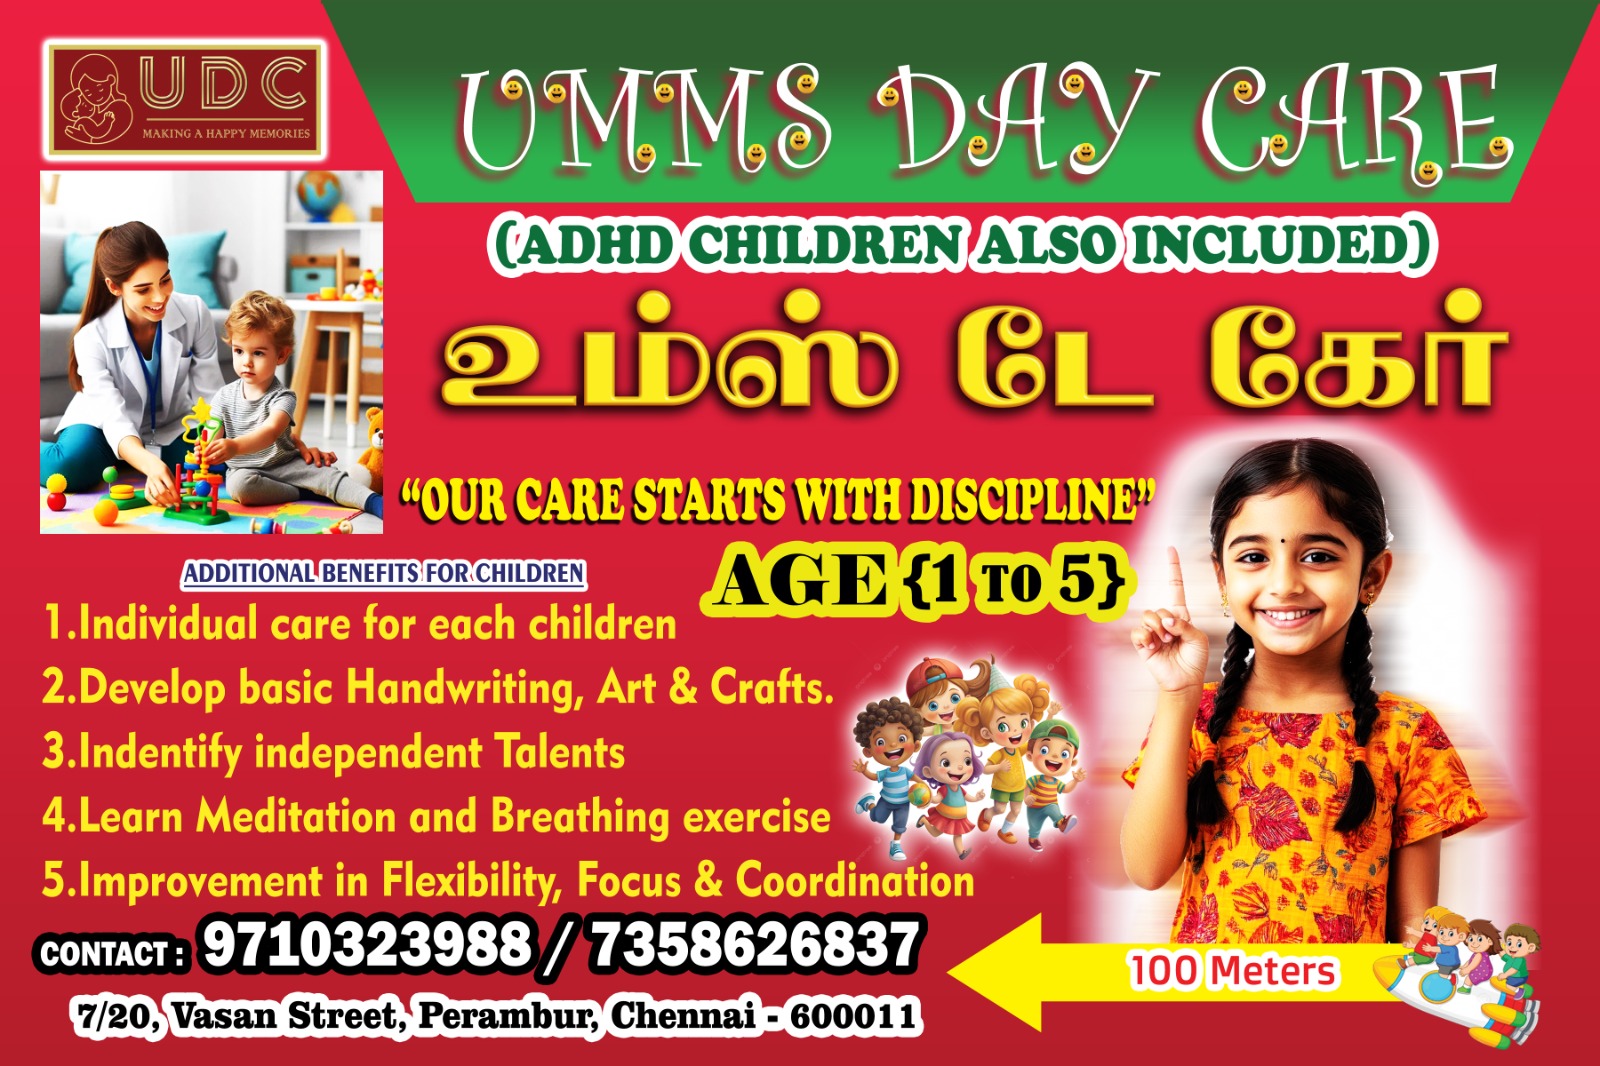 UDC
MAKING A HAPPY MEMORIES
UMMS DAY CARE
(ADHD CHILDREN ALSO INCLUDED)
உம்ஸ் டே கேர்
“OUR CARE STARTS WITH DISCIPLINE”
AGE {1 TO 5}
ADDITIONAL BENEFITS FOR CHILDREN
1.Individual care for each children
2.Develop basic Handwriting, Art & Crafts.
3.Indentify independent Talents
4.Learn Meditation and Breathing exercise
5.Improvement in Flexibility, Focus & Coordination
CONTACT : 9710323988 / 7358626837
7/20, Vasan Street, Perambur, Chennai - 600011
100 Meters